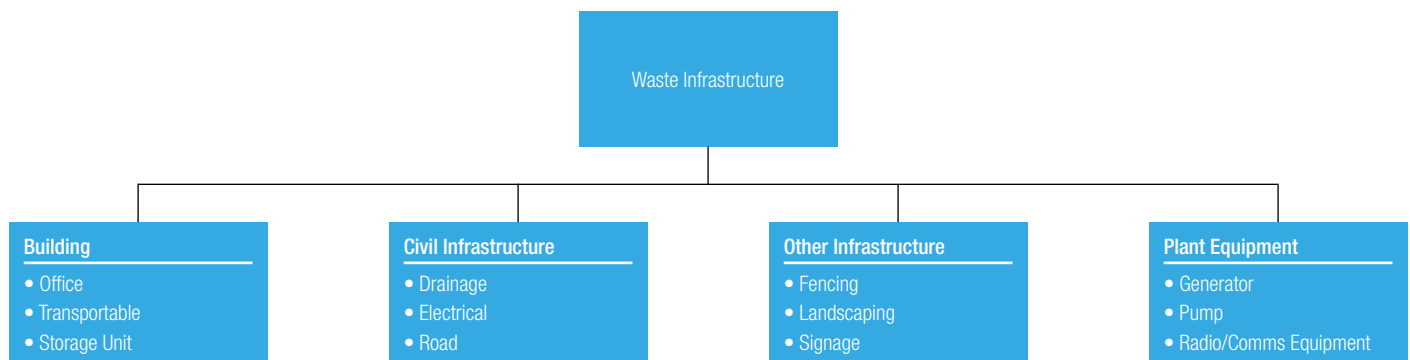 Waste Infrastructure
Building
• Office
• Transportable
• Storage Unit
Civil Infrastructure
• Drainage
• Electrical
• Road
Other Infrastructure
• Fencing
• Landscaping
• Signage
Plant Equipment
• Generator
• Pump
• Radio/Comms Equipment